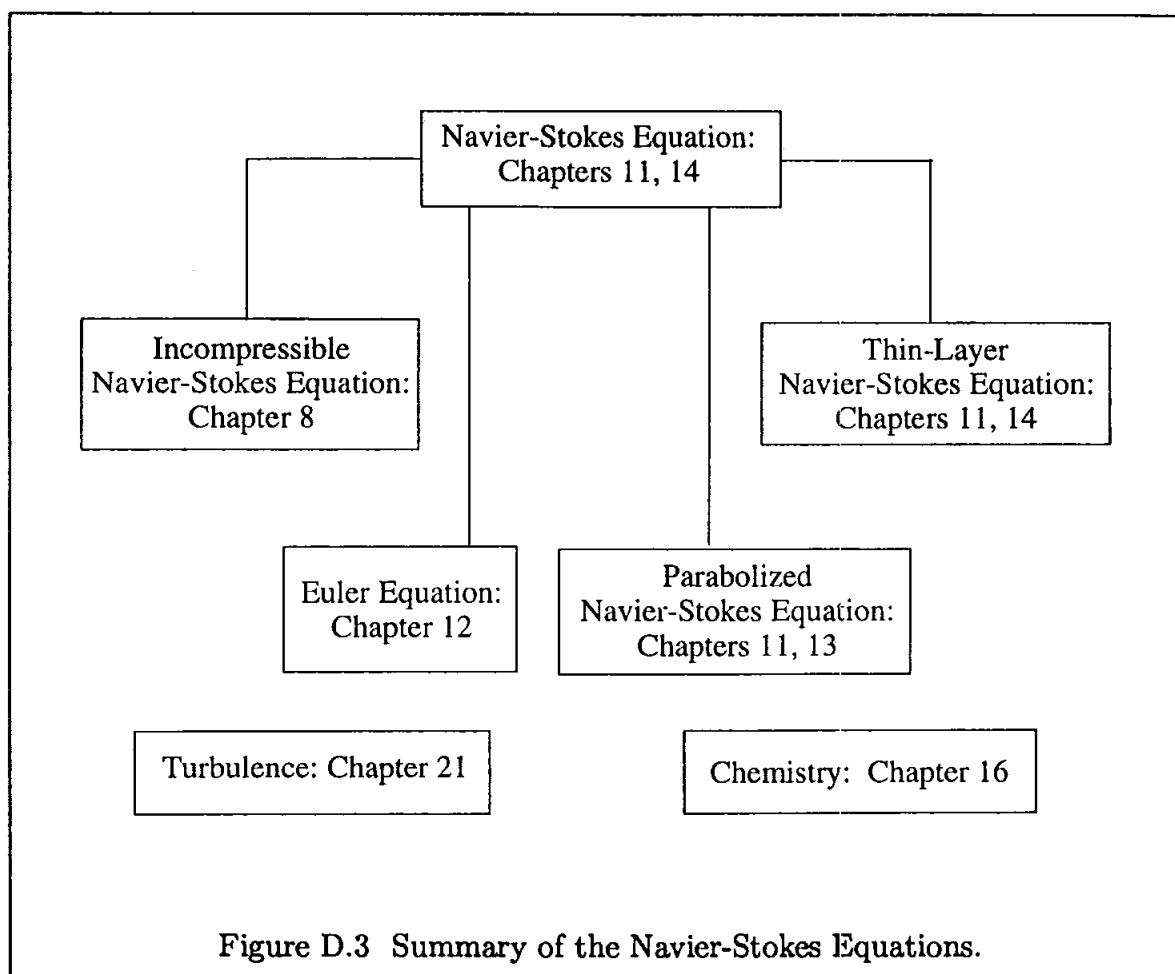 Navier-Stokes Equation:
Chapters 11, 14
Incompressible
Navier-Stokes Equation:
Chapter 8
Thin-Layer
Navier-Stokes Equation:
Chapters 11, 14
Euler Equation:
Chapter 12
Parabolized
Navier-Stokes Equation:
Chapters 11, 13
Turbulence: Chapter 21
Chemistry: Chapter 16
Figure D.3 Summary of the Navier-Stokes Equations.